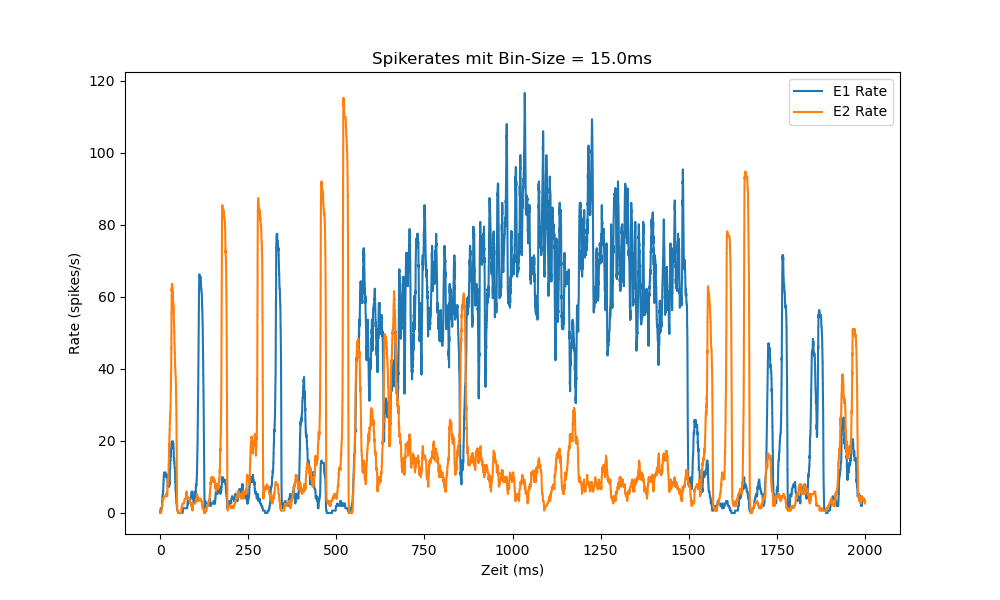 Spikerates mit Bin-Size = 15.0ms
E1 Rate
E2 Rate
120
100
80
60
40
20
0
Rate (spikes/s)
0 250 500 750 1000 1250 1500 1750 2000
Zeit (ms)